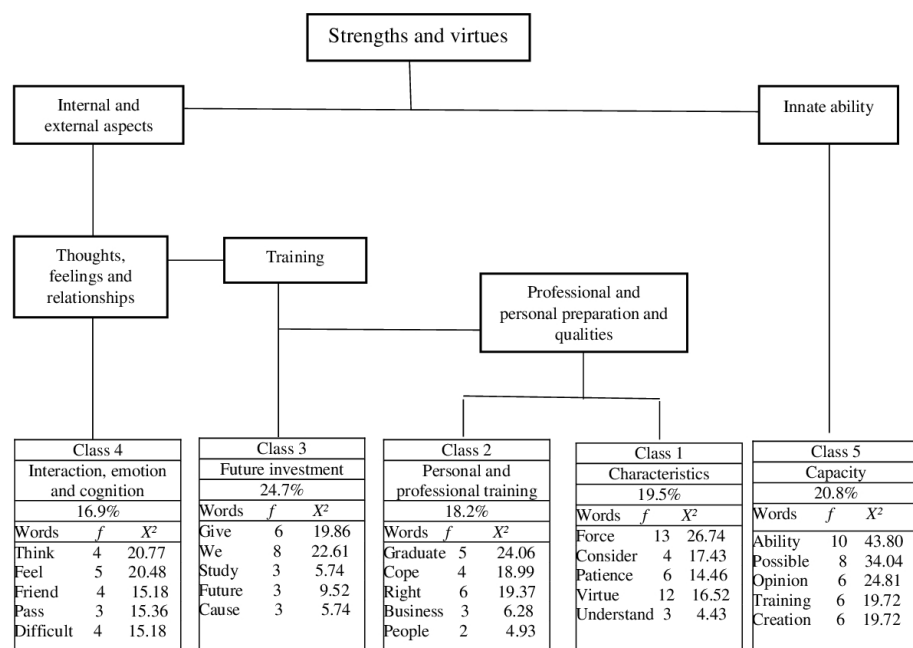 Strengths and virtues
Internal and
external aspects
Innate ability
Thoughts,
feelings and
relationships
Training
Professional and
personal preparation and
qualities
Class 4
Interaction, emotion
and cognition
16.9%
Words f X²
Think 4 20.77
Feel 5 20.48
Friend 4 15.18
Pass 3 15.36
Difficult 4 15.18
Class 3
Future investment
24.7%
Words f X²
Give 6 19.86
We 8 22.61
Study 3 5.74
Future 3 9.52
Cause 3 5.74
Class 2
Personal and
professional training
18.2%
Words f X²
Graduate 5 24.06
Cope 4 18.99
Right 6 19.37
Business 3 6.28
People 2 4.93
Class 1
Characteristics
19.5%
Words f X²
Force 13 26.74
Consider 4 17.43
Patience 6 14.46
Virtue 12 16.52
Understand 3 4.43
Class 5
Capacity
20.8%
Words f X²
Ability 10 43.80
Possible 8 34.04
Opinion 6 24.81
Training 6 19.72
Creation 6 19.72